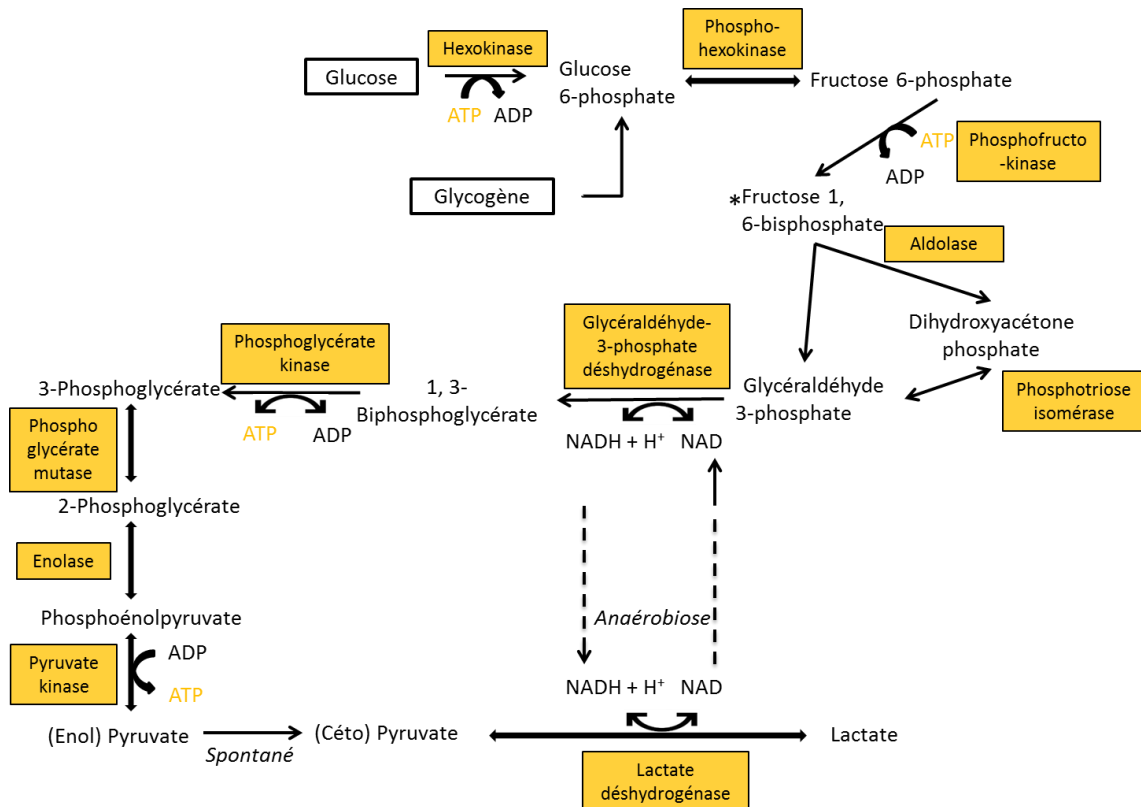 Hexokinase
Phospho-
hexokinase
Glucose
Glucose
6-phosphate
Fructose 6-phosphate
ATP ADP
ATP
ADP
Phosphofructo
-kinase
Glycogène
*Fructose 1,
6-bisphosphate
Aldolase
Dihydroxyacétone
phosphate
Phosphotriose
isomérase
Glycéraldéhyde
3-phosphate
Glycéraldéhyde-
3-phosphate
déshydrogénase
NADH + H⁺ NAD
1, 3-
Biphosphoglycérate
Phosphoglycérate
kinase
ATP ADP
3-Phosphoglycérate
Phospho
glycérate
mutase
2-Phosphoglycérate
Enolase
Phosphoénolpyruvate
Pyruvate
kinase
ADP
ATP
(Enol) Pyruvate
Spontané
(Céto) Pyruvate
Anaérobiose
NADH + H⁺ NAD
Lactate
Lactate
déshydrogénase